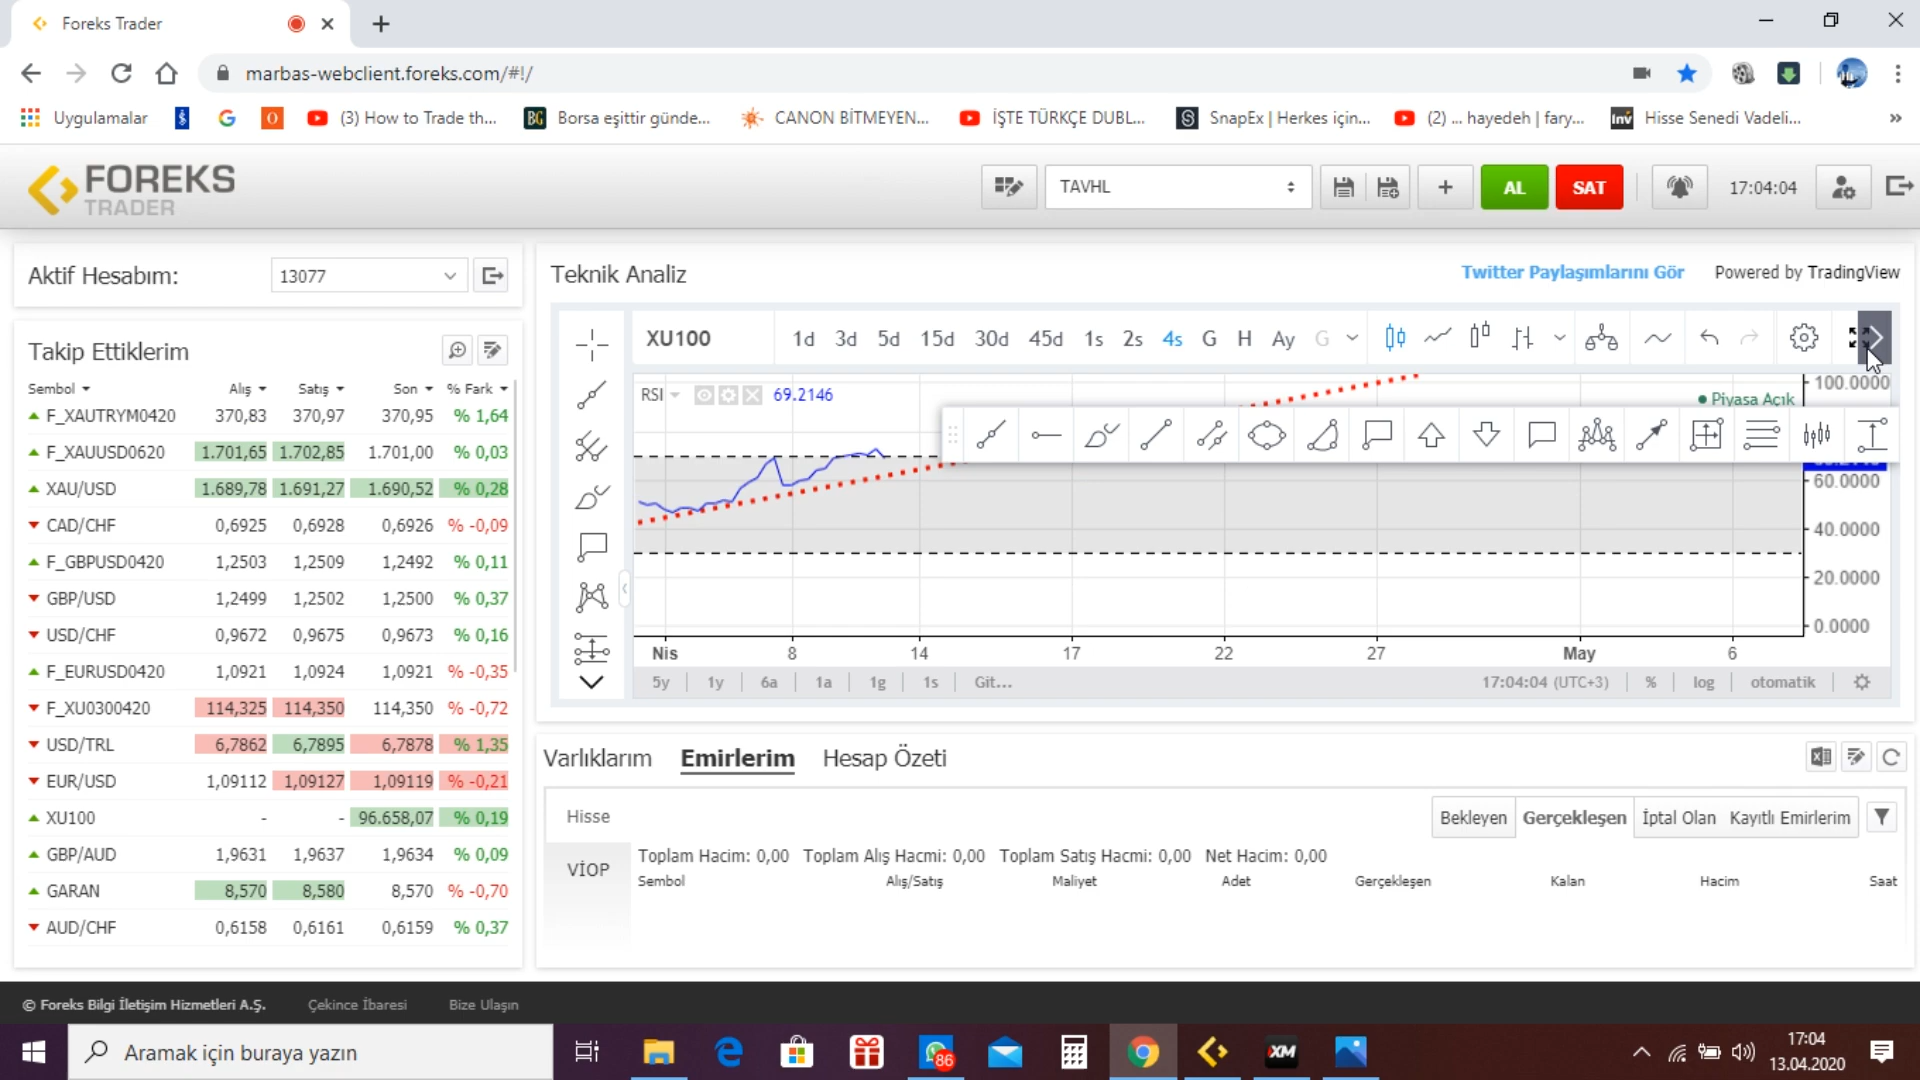 Foreks Trader
marbas-webclient.foreks.com/#!/
Uygulamalar (3) How to Trade th... Borsa eşittir günde... CANON BİTMEYEN... İŞTE TÜRKÇE DUBL... SnapEx | Herkes için... (2) ... hayedeh | fary... Hisse Senedi Vadeli... »
FOREKS
TRADER
TAVHL + AL SAT 17:04:04
Aktif Hesabım: 13077
Takip Ettiklerim
Sembol Alış Satış Son % Fark
F_XAUTRYM0420 370,83 370,97 370,95 % 1,64
F_XAUUSD0620 1.701,65 1.702,85 1.701,00 % 0,03
XAU/USD 1.689,78 1.691,27 1.690,52 % 0,28
CAD/CHF 0,6925 0,6928 0,6926 % -0,09
F_GBPUSD0420 1,2503 1,2509 1,2492 % 0,11
GBP/USD 1,2499 1,2502 1,2500 % 0,37
USD/CHF 0,9672 0,9675 0,9673 % 0,16
F_EURUSD0420 1,0921 1,0924 1,0921 % -0,35
F_XU0300420 114,325 114,350 114,350 % -0,72
USD/TRL 6,7862 6,7895 6,7878 % 1,35
EUR/USD 1,09112 1,09127 1,09119 % -0,21
XU100 - - 96.658,07 % 0,19
GBP/AUD 1,9631 1,9637 1,9634 % 0,09
GARAN 8,570 8,580 8,570 % -0,70
AUD/CHF 0,6158 0,6161 0,6159 % 0,37
Teknik Analiz Twitter Paylaşımlarını Gör Powered by TradingView
XU100 1d 3d 5d 15d 30d 45d 1s 2s 4s G H Ay G
RSI 69.2146
Piyasa Açık
100.0000
60.0000
40.0000
20.0000
0.0000
Nis 8 14 17 22 27 May 6
5y 1y 6a 1a 1g 1s Git... 17:04:04 (UTC+3) % log otomatik
Varlıklarım Emirlerim Hesap Özeti
Hisse Bekleyen Gerçekleşen İptal Olan Kayıtlı Emirlerim
VİOP
Toplam Hacim: 0,00 Toplam Alış Hacmi: 0,00 Toplam Satış Hacmi: 0,00 Net Hacim: 0,00
Sembol Alış/Satış Maliyet Adet Gerçekleşen Kalan Hacim Saat
© Foreks Bilgi İletişim Hizmetleri A.Ş. Çekince İbaresi Bize Ulaşın
Aramak için buraya yazın
86
XM
17:04
13.04.2020